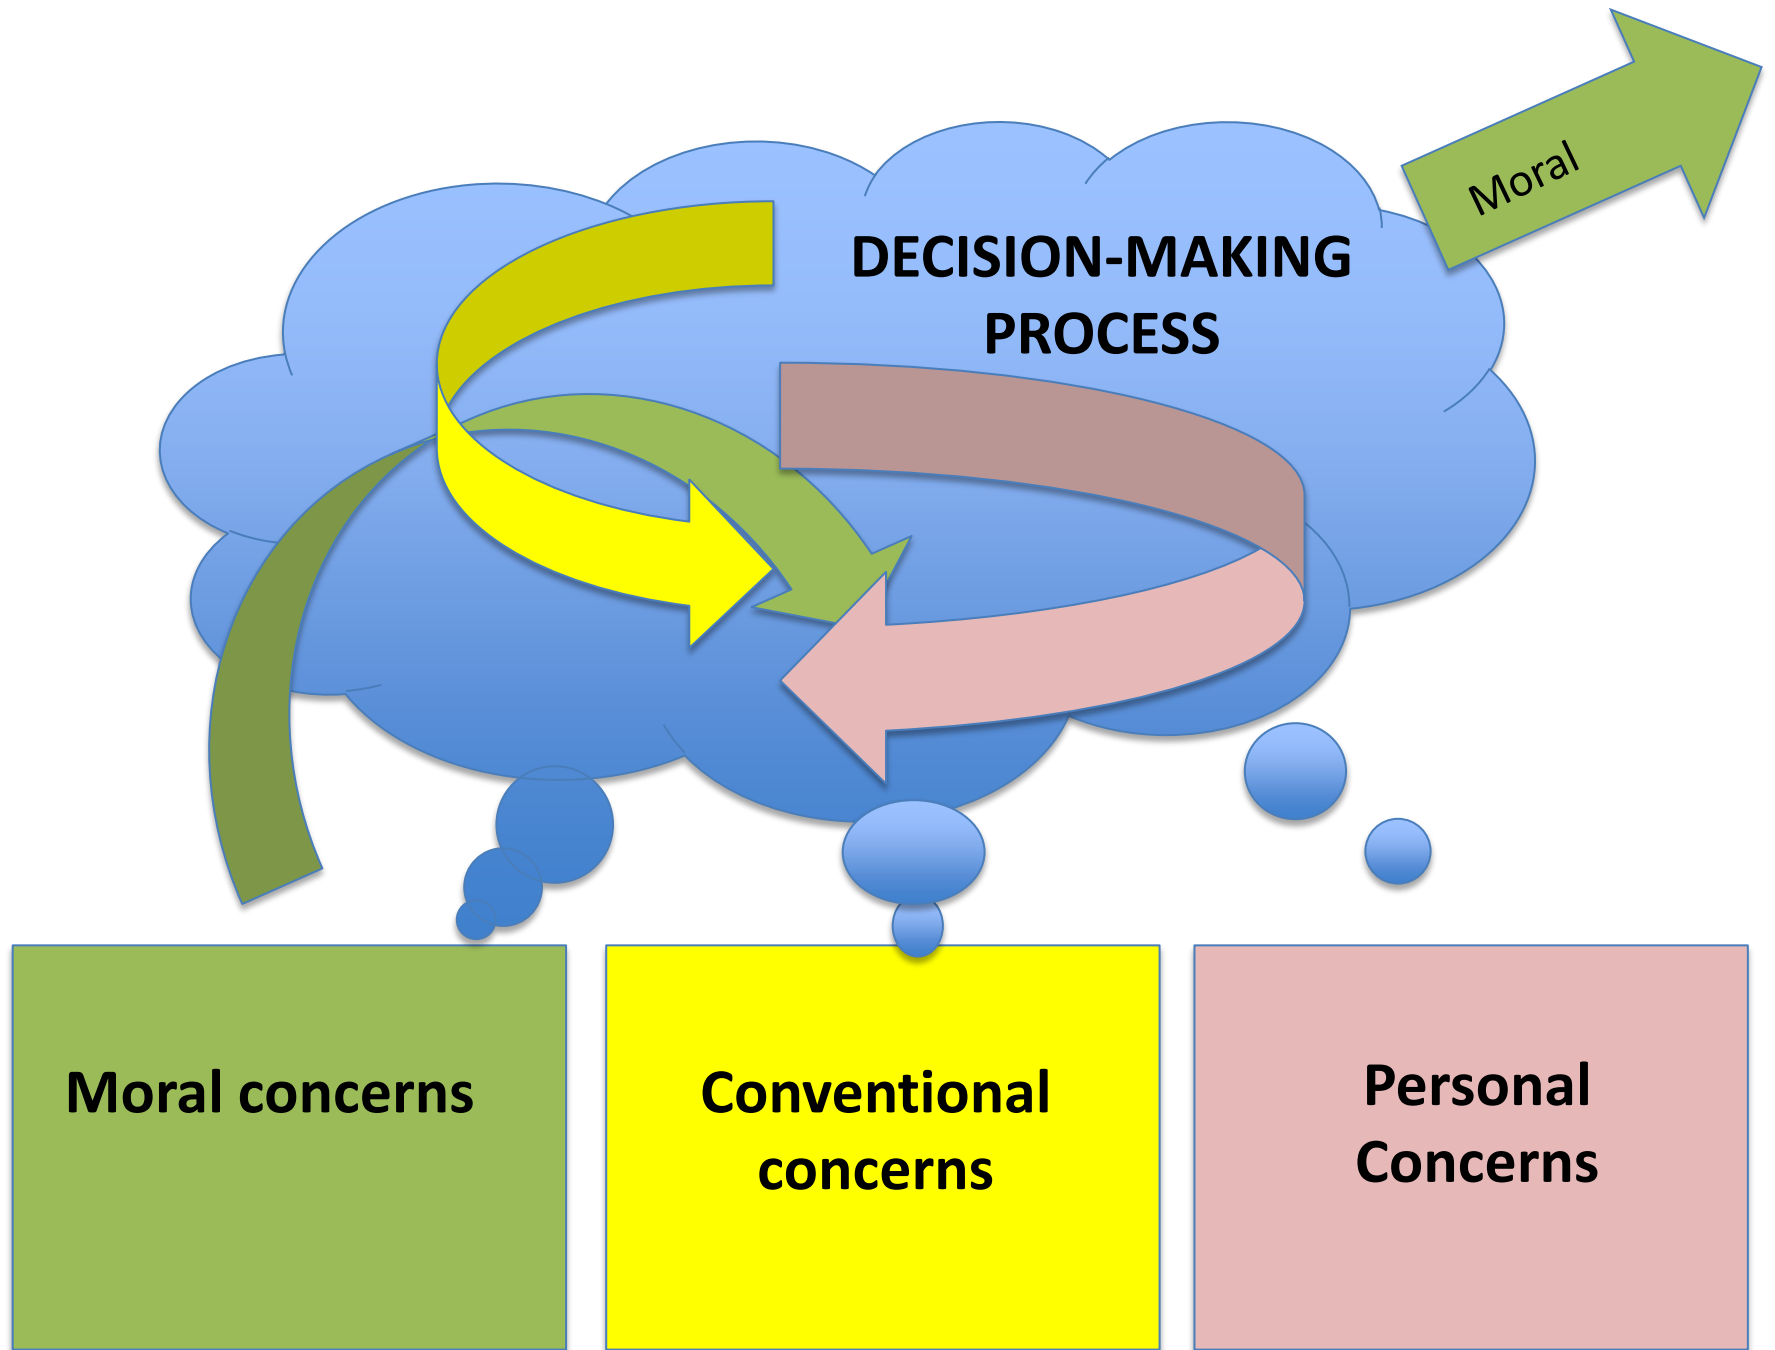 Moral
DECISION-MAKING
PROCESS
Moral concerns
Conventional
concerns
Personal
Concerns